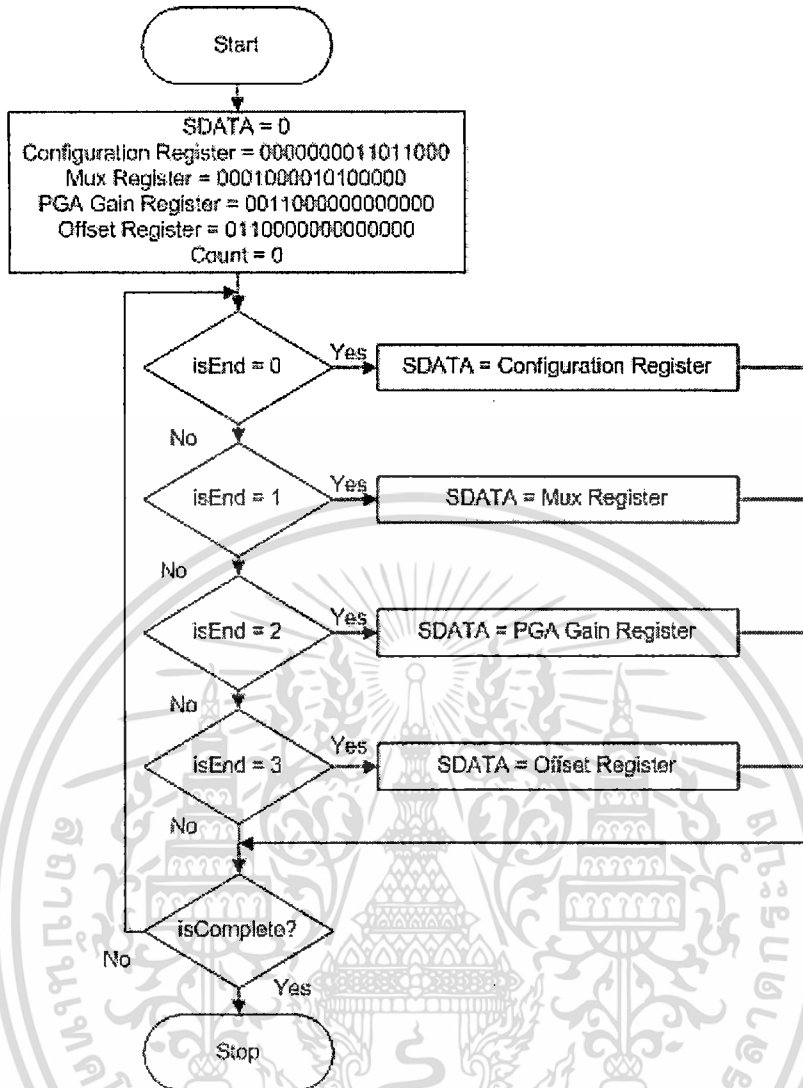 Start
SDATA = 0
Configuration Register = 0000000011011000
Mux Register = 0001000010100000
PGA Gain Register = 0011000000000000
Offset Register = 0110000000000000
Count = 0
isEnd = 0
Yes
SDATA = Configuration Register
No
isEnd = 1
Yes
SDATA = Mux Register
No
isEnd = 2
Yes
SDATA = PGA Gain Register
No
isEnd = 3
Yes
SDATA = Offset Register
No
isComplete?
No
Yes
Stop